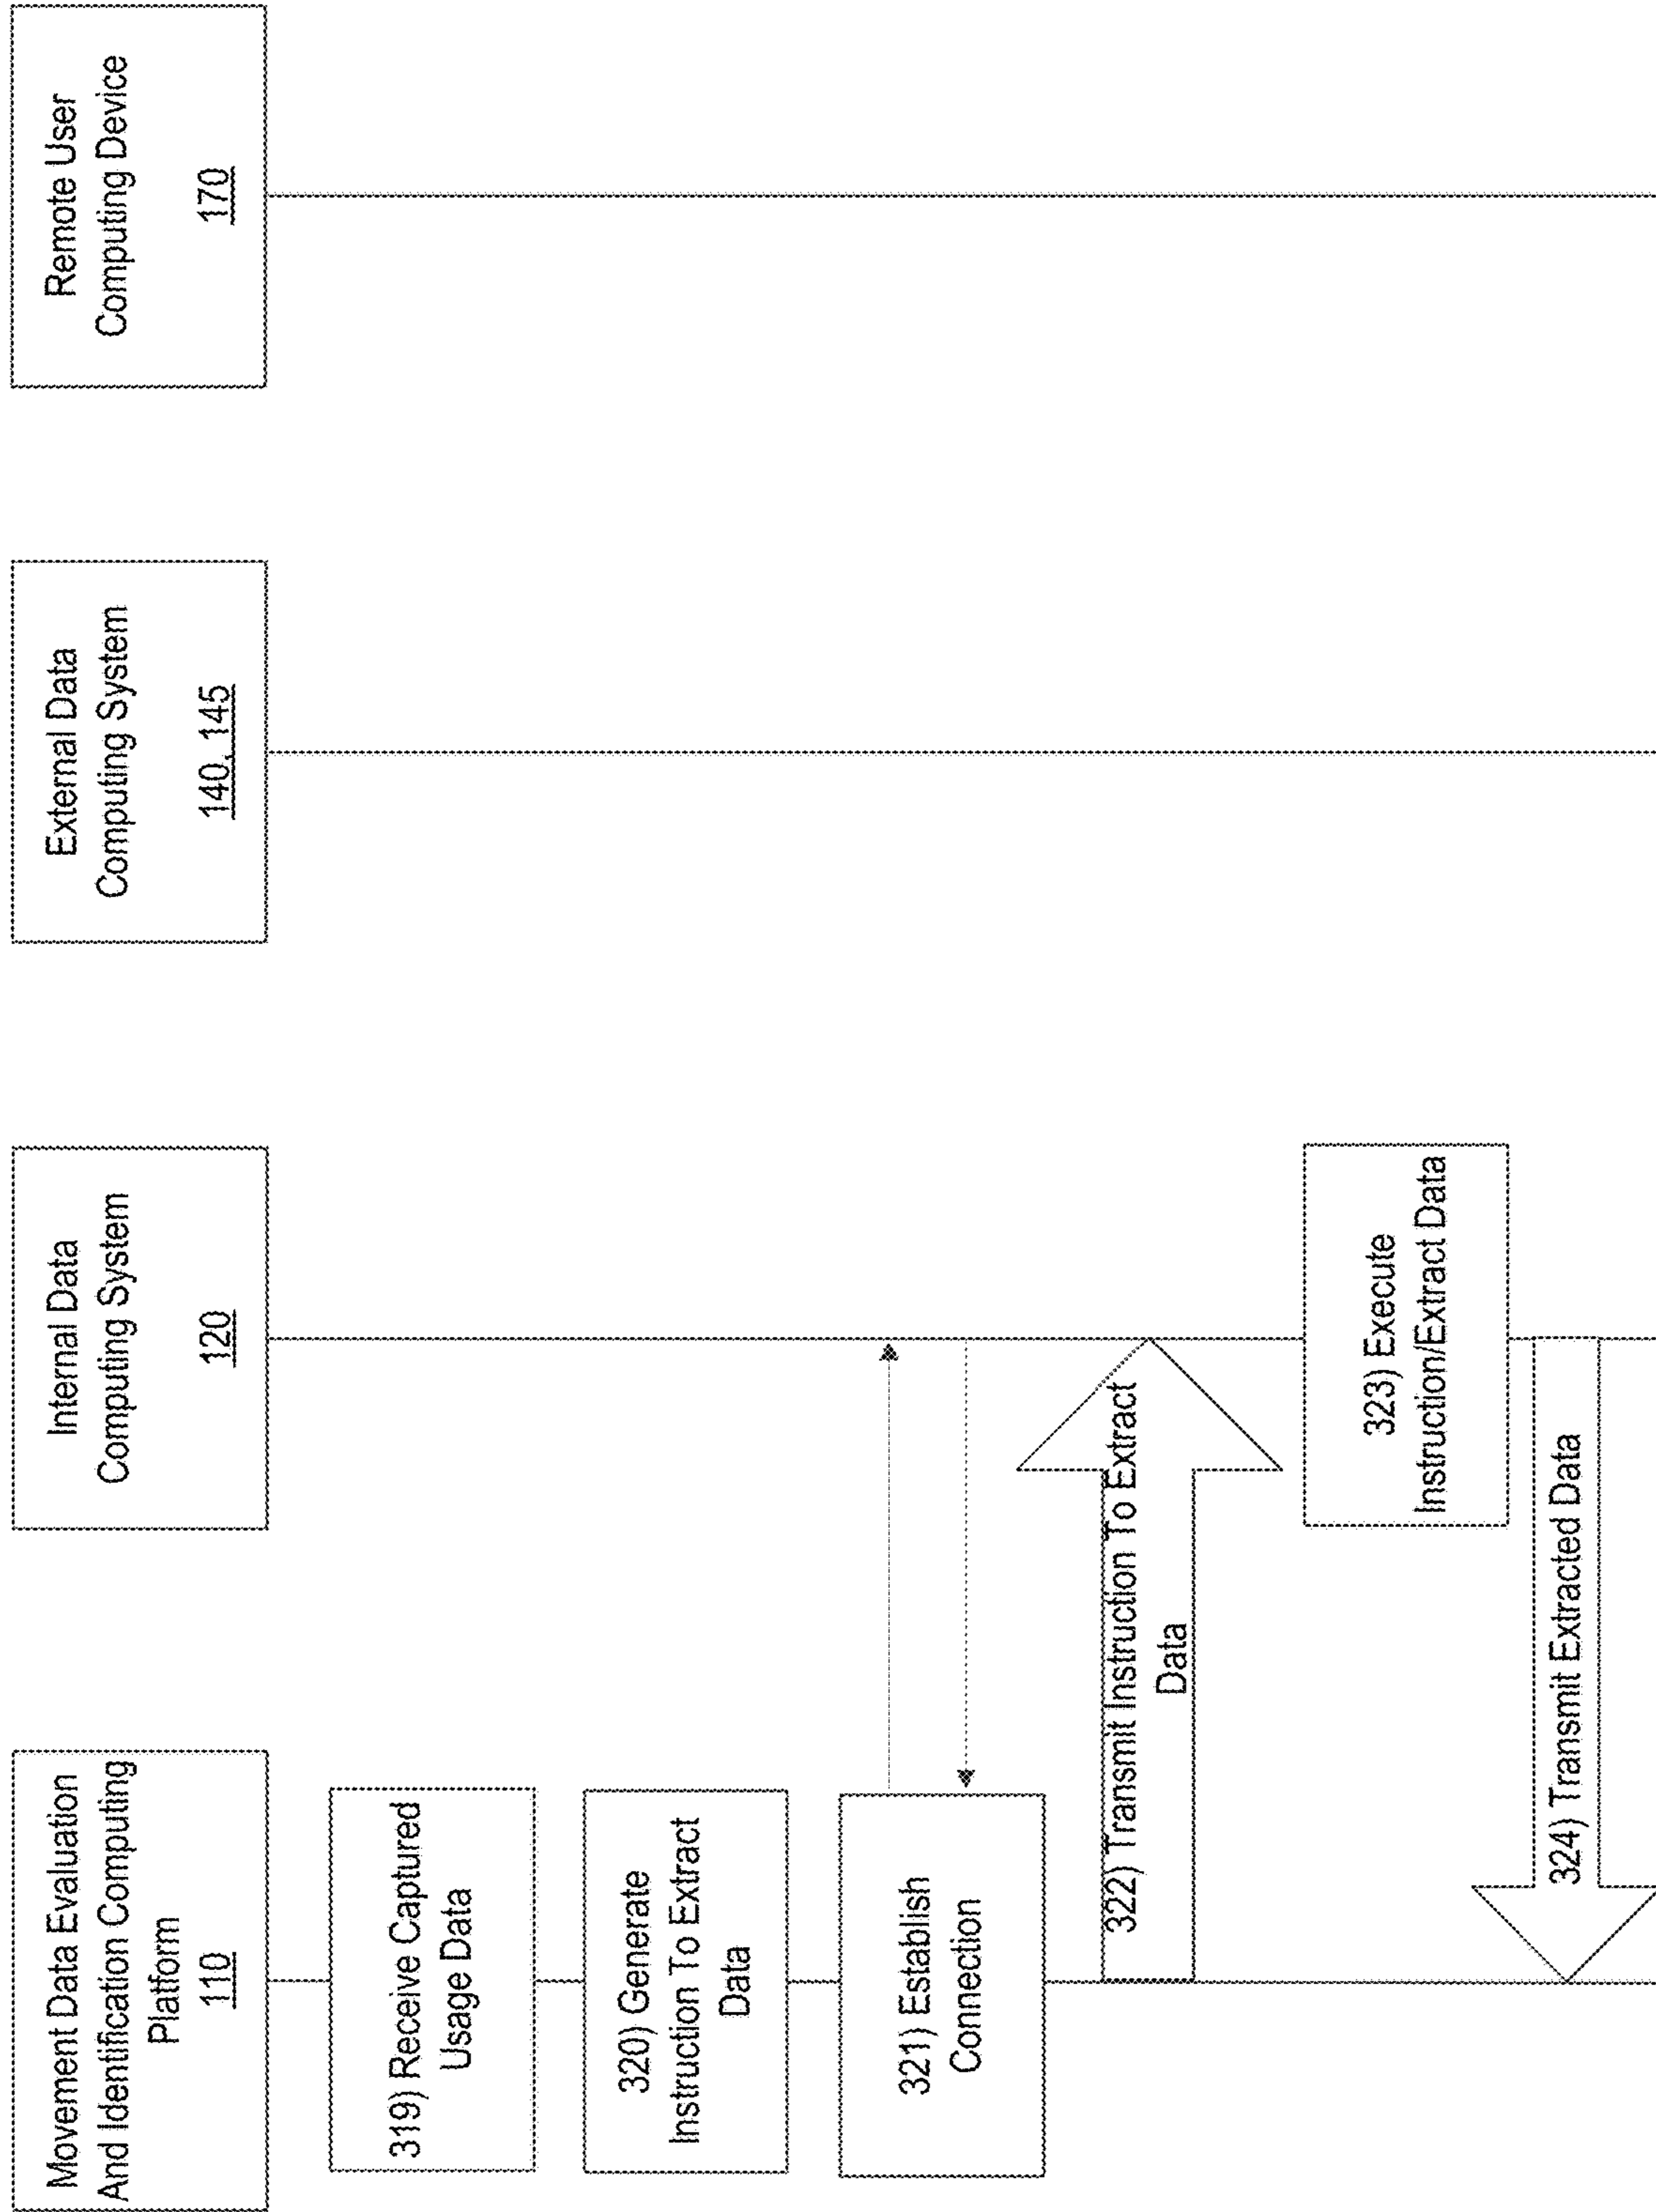 Movement Data Evaluation
And Identification Computing
Platform
110
Internal Data
Computing System
120
External Data
Computing System
140, 145
Remote User
Computing Device
170
319) Receive Captured
Usage Data
320) Generate
Instruction To Extract
Data
321) Establish
Connection
322) Transmit Instruction To Extract
Data
323) Execute
Instruction/Extract Data
324) Transmit Extracted Data